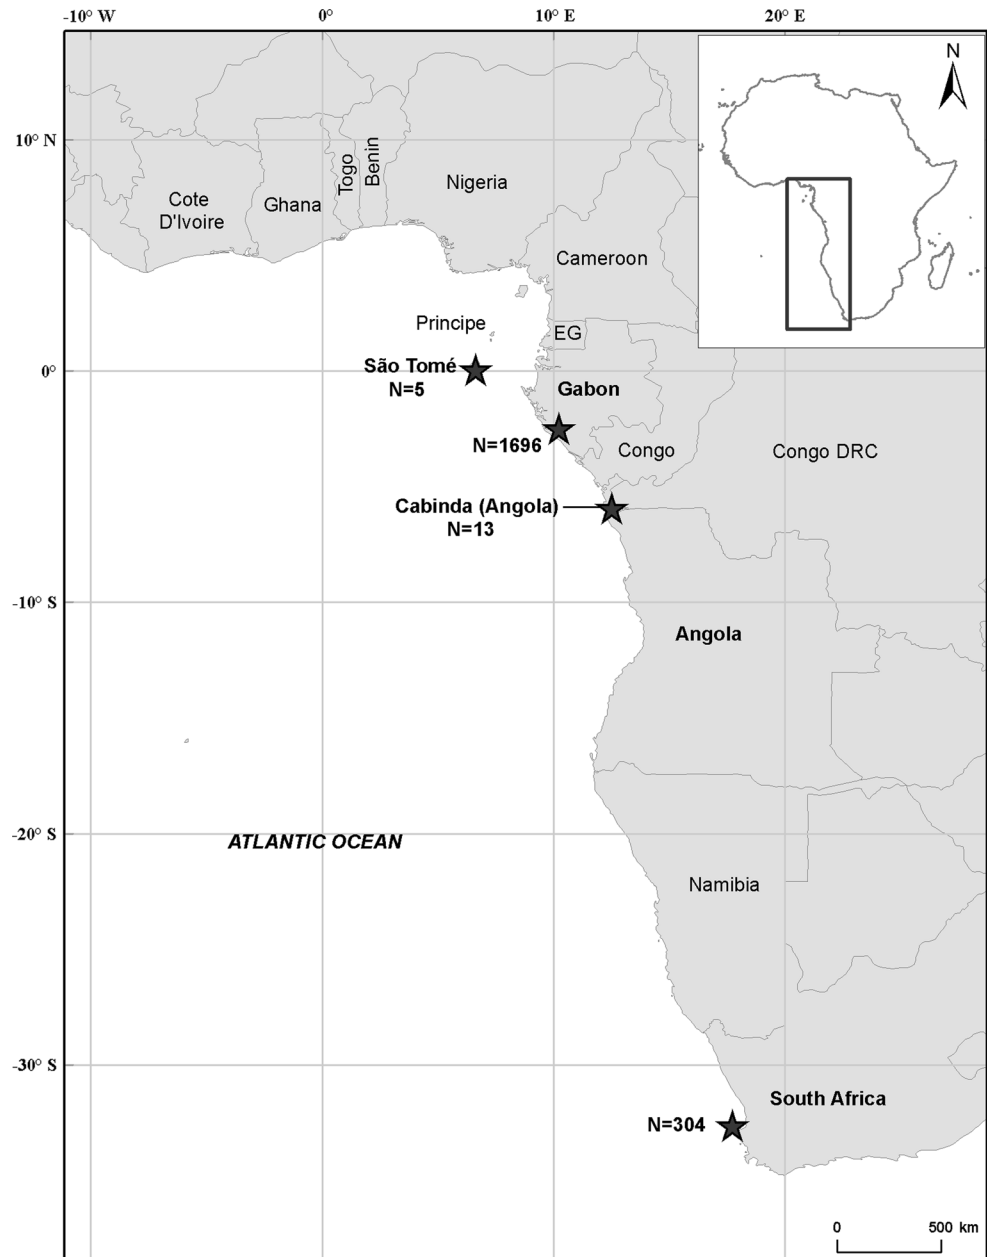 -10° W
0°
10° E
20° E
N
10° N
Togo
Benin
Nigeria
Cote
D'Ivoire
Ghana
Cameroon
Principe
EG
São Tomé
N=5
0°
Gabon
N=1696
Congo
Congo DRC
Cabinda (Angola)
N=13
-10° S
Angola
-20° S
ATLANTIC OCEAN
Namibia
-30° S
South Africa
N=304
0
500 km